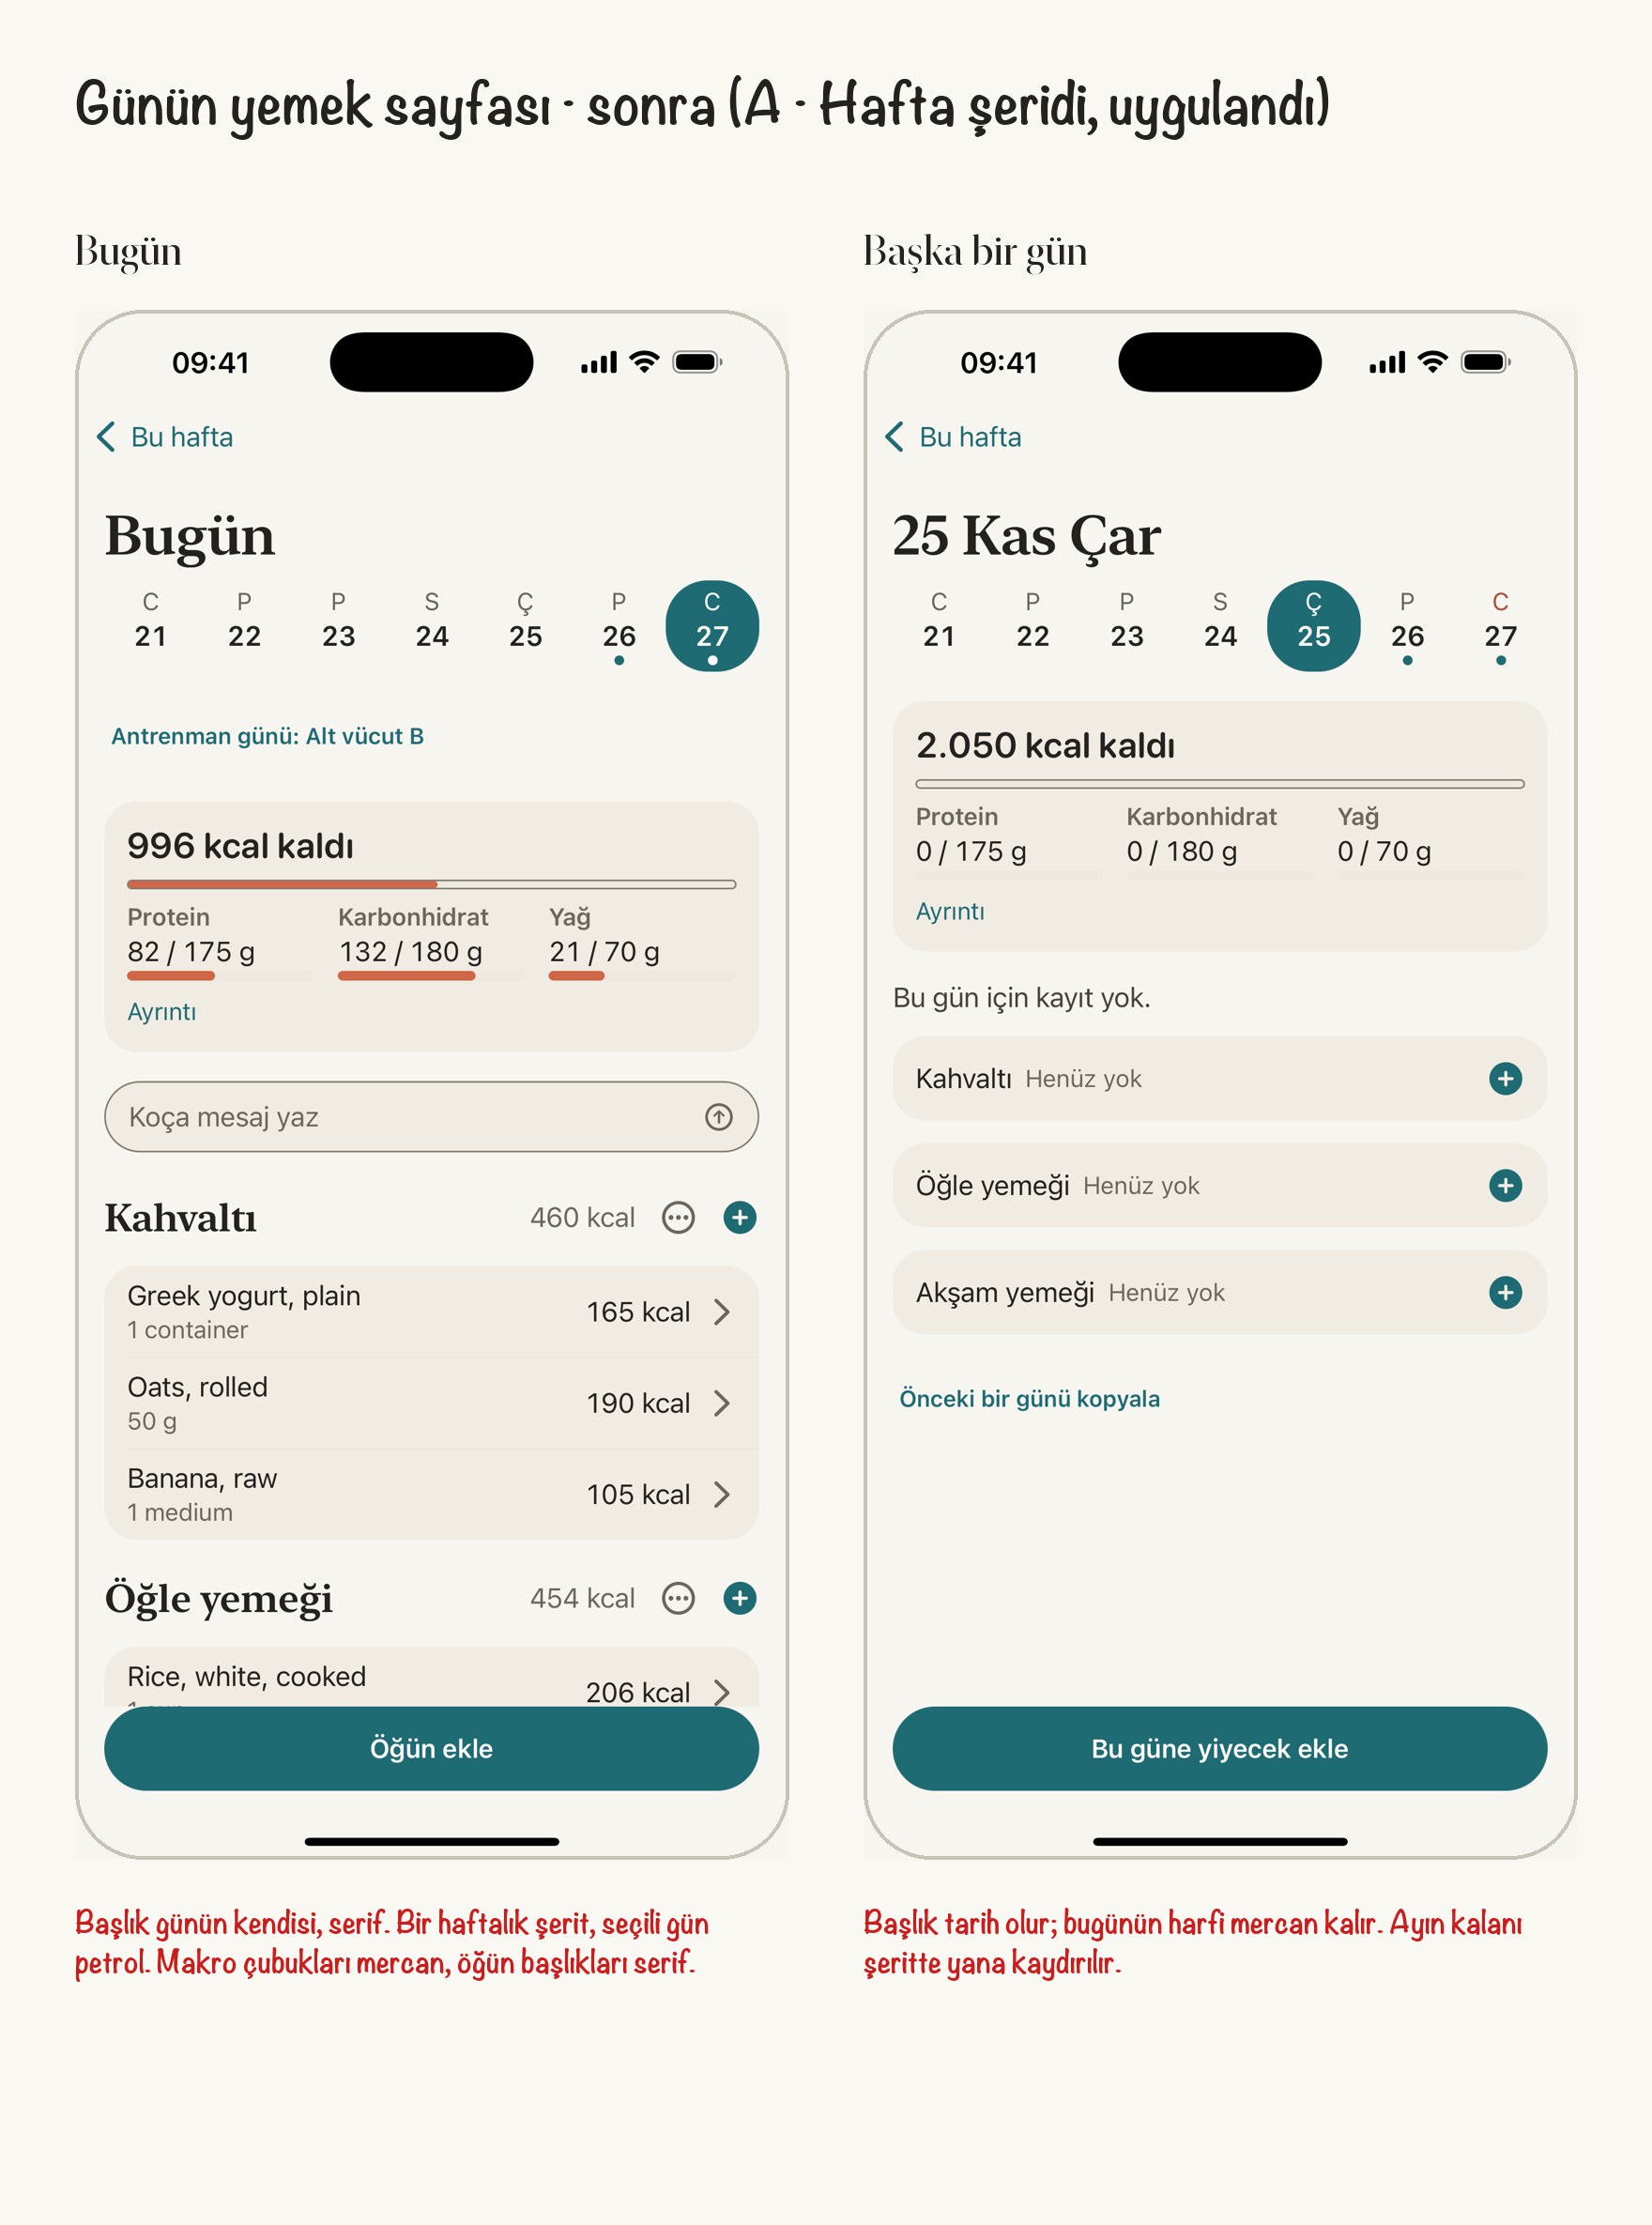 Günün yemek sayfası · sonra (A · Hafta şeridi, uygulandı)
Bugün
09:41
Bu hafta
Bugün
C P P S Ç P C
21 22 23 24 25 26 27
Antrenman günü: Alt vücut B
996 kcal kaldı
Protein Karbonhidrat Yağ
82 / 175 g 132 / 180 g 21 / 70 g
Ayrıntı
Koça mesaj yaz
Kahvaltı 460 kcal
Greek yogurt, plain
1 container
165 kcal
Oats, rolled
50 g
190 kcal
Banana, raw
1 medium
105 kcal
Öğle yemeği 454 kcal
Rice, white, cooked
206 kcal
Öğün ekle
Başlık günün kendisi, serif. Bir haftalık şerit, seçili gün
petrol. Makro çubukları mercan, öğün başlıkları serif.
Başka bir gün
09:41
Bu hafta
25 Kas Çar
C P P S Ç P C
21 22 23 24 25 26 27
2.050 kcal kaldı
Protein Karbonhidrat Yağ
0 / 175 g 0 / 180 g 0 / 70 g
Ayrıntı
Bu gün için kayıt yok.
Kahvaltı Henüz yok
Öğle yemeği Henüz yok
Akşam yemeği Henüz yok
Önceki bir günü kopyala
Bu güne yiyecek ekle
Başlık tarih olur; bugünün harfi mercan kalır. Ayın kalanı
şeritte yana kaydırılır.